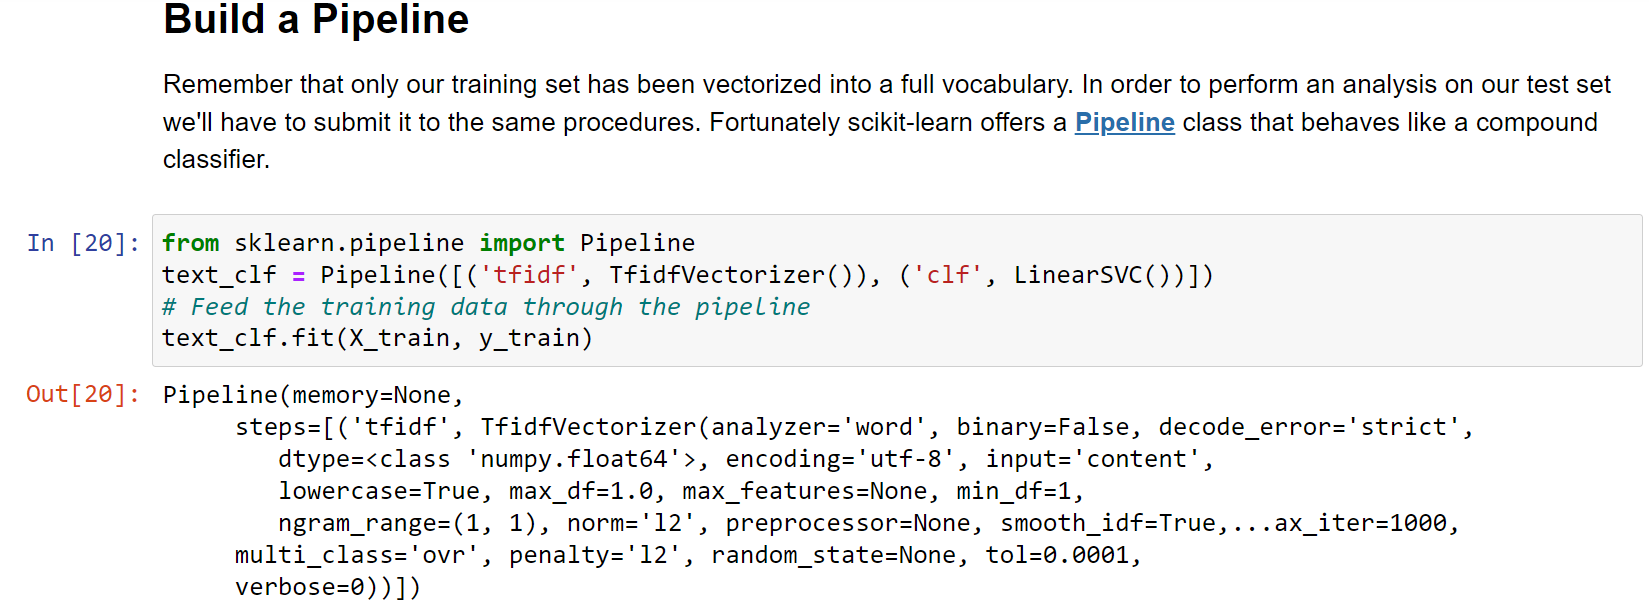 Build a Pipeline
Remember that only our training set has been vectorized into a full vocabulary. In order to perform an analysis on our test set
we'll have to submit it to the same procedures. Fortunately scikit-learn offers a Pipeline class that behaves like a compound
classifier.
In [20]: from sklearn.pipeline import Pipeline
text_clf = Pipeline([('tfidf', TfidfVectorizer()), ('clf', LinearSVC())])
# Feed the training data through the pipeline
text_clf.fit(X_train, y_train)
Out[20]: Pipeline(memory=None,
steps=[('tfidf', TfidfVectorizer(analyzer='word', binary=False, decode_error='strict',
dtype=<class 'numpy.float64'>, encoding='utf-8', input='content',
lowercase=True, max_df=1.0, max_features=None, min_df=1,
ngram_range=(1, 1), norm='l2', preprocessor=None, smooth_idf=True,...ax_iter=1000,
multi_class='ovr', penalty='l2', random_state=None, tol=0.0001,
verbose=0))])